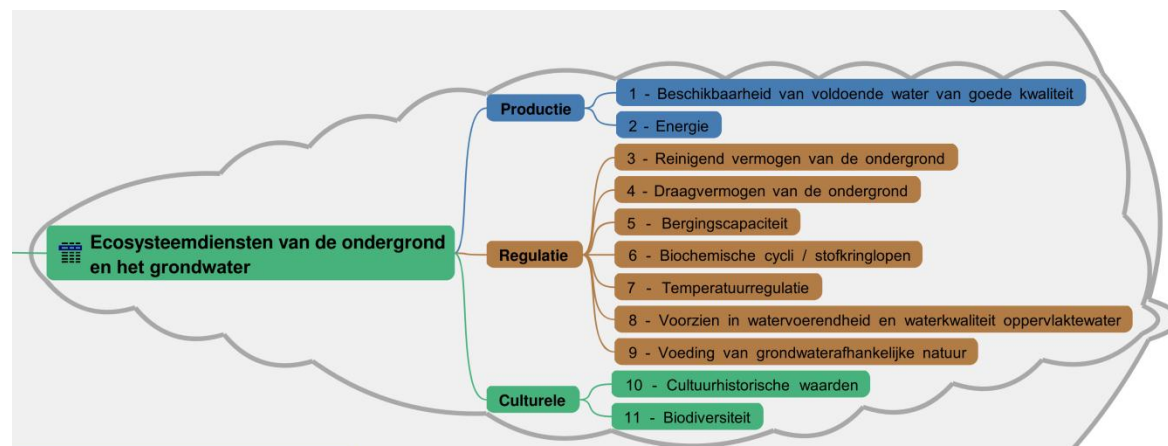 Productie
1 - Beschikbaarheid van voldoende water van goede kwaliteit
2 - Energie
Ecosysteemdiensten van de ondergrond
en het grondwater
Regulatie
3 - Reinigend vermogen van de ondergrond
4 - Draagvermogen van de ondergrond
5 - Bergingscapaciteit
6 - Biochemische cycli / stofkringlopen
7 - Temperatuurregulatie
8 - Voorzien in watervoerendheid en waterkwaliteit oppervlaktewater
9 - Voeding van grondwaterafhankelijke natuur
Culturele
10 - Cultuurhistorische waarden
11 - Biodiversiteit